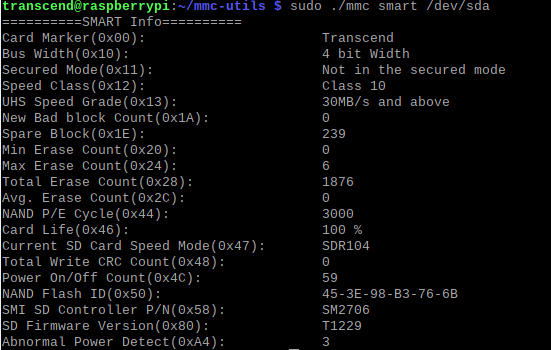 transcend@raspberrypi:~/mmc-utils $ sudo ./mmc smart /dev/sda
==========SMART Info==========
Card Marker(0x00): Transcend
Bus Width(0x10): 4 bit Width
Secured Mode(0x11): Not in the secured mode
Speed Class(0x12): Class 10
UHS Speed Grade(0x13): 30MB/s and above
New Bad block Count(0x1A): 0
Spare Block(0x1E): 239
Min Erase Count(0x20): 0
Max Erase Count(0x24): 6
Total Erase Count(0x28): 1876
Avg. Erase Count(0x2C): 0
NAND P/E Cycle(0x44): 3000
Card Life(0x46): 100 %
Current SD Card Speed Mode(0x47): SDR104
Total Write CRC Count(0x48): 0
Power On/Off Count(0x4C): 59
NAND Flash ID(0x50): 45-3E-98-B3-76-6B
SMI SD Controller P/N(0x58): SM2706
SD Firmware Version(0x80): T1229
Abnormal Power Detect(0xA4): 3